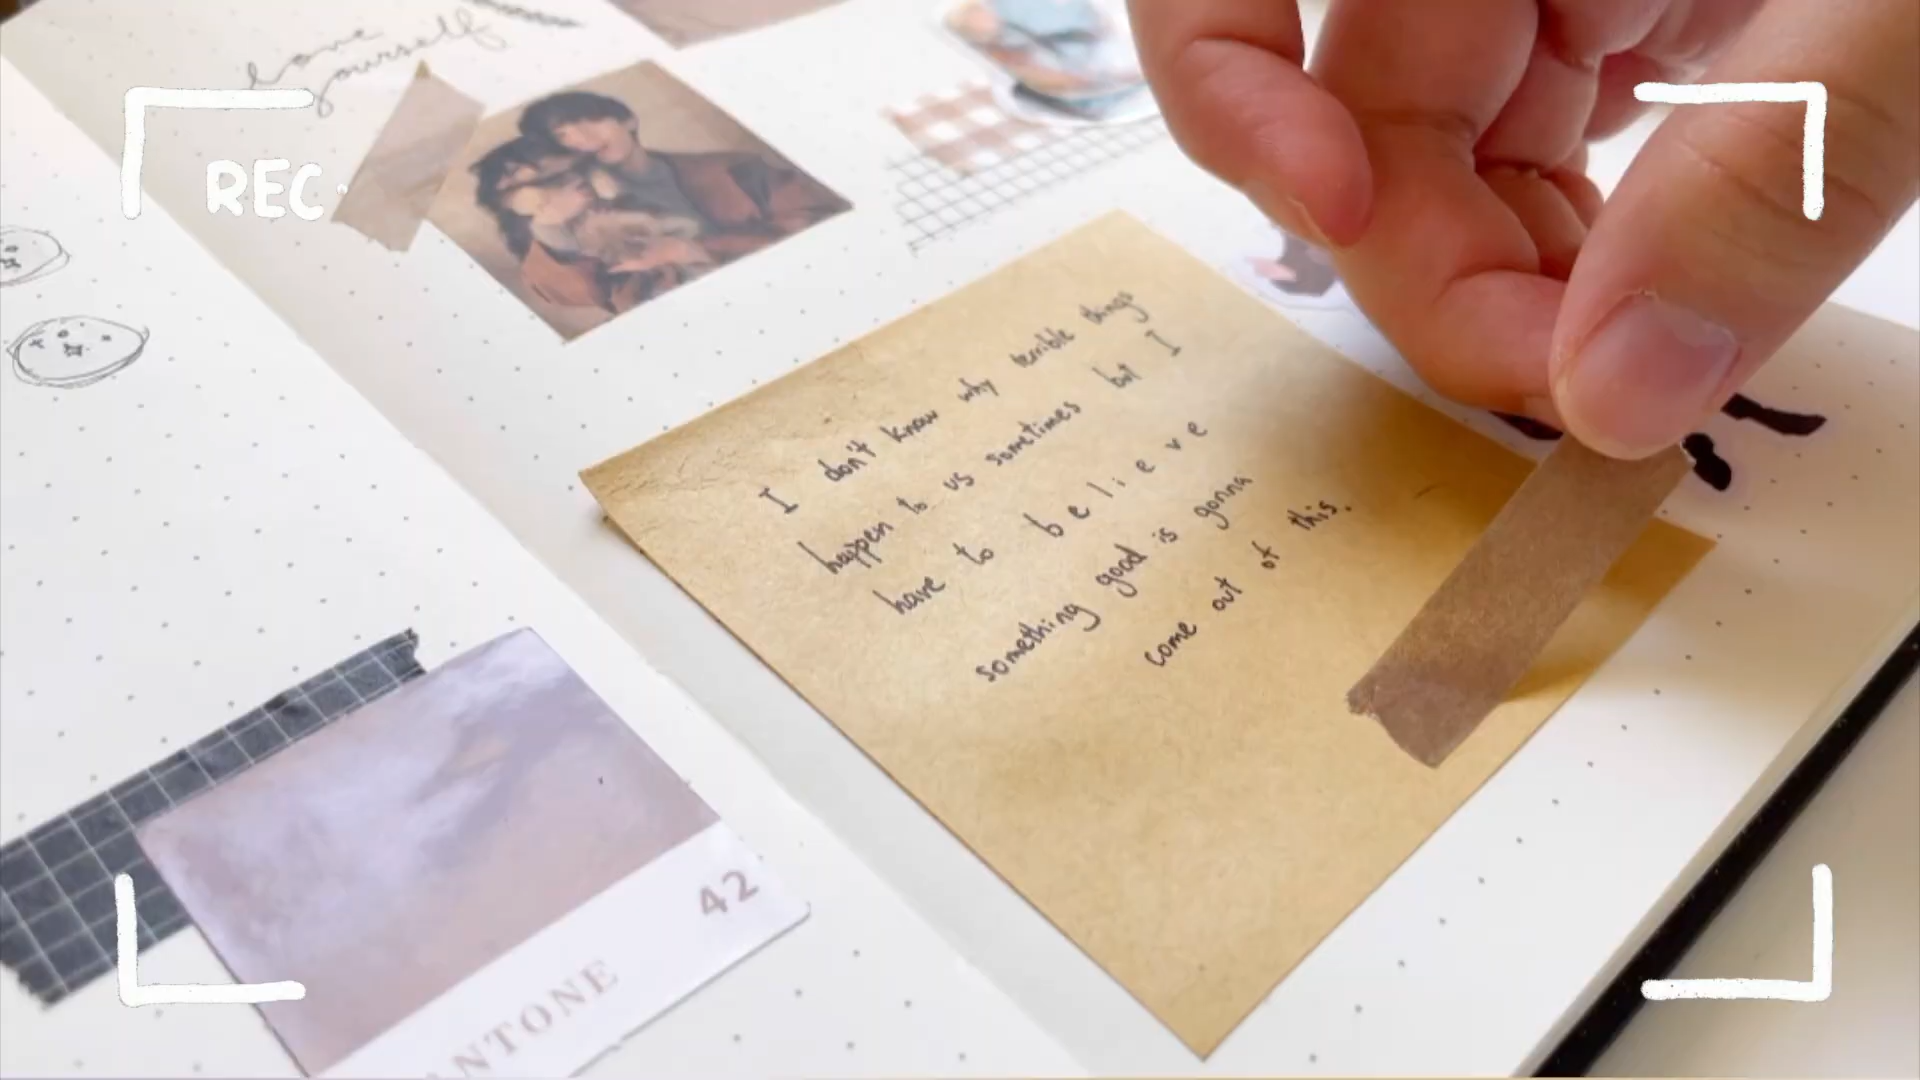 love
yourself
REC
I don't know why terrible things
happen to us sometimes but I
have to believe
something good is gonna
come out of this.
42
ANTONE